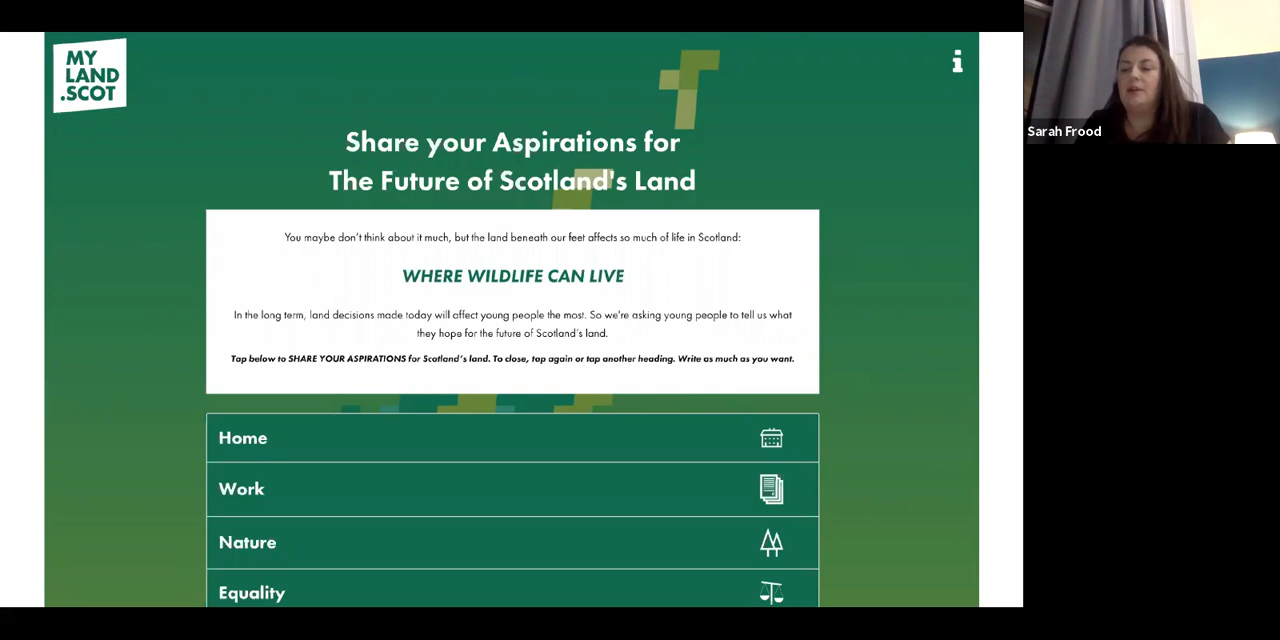 MY
LAND
.SCOT
Share your Aspirations for
The Future of Scotland's Land
You maybe don't think about it much, but the land beneath our feet affects so much of life in Scotland:
WHERE WILDLIFE CAN LIVE
In the long term, land decisions made today will affect young people the most. So we're asking young people to tell us what
they hope for the future of Scotland's land.
Tap below to SHARE YOUR ASPIRATIONS for Scotland's land. To close, tap again or tap another heading. Write as much as you want.
Home
Work
Nature
Equality
Sarah Frood